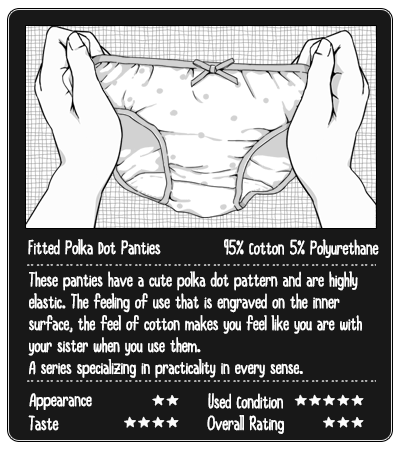 Fitted Polka Dot Panties 95% Cotton 5% Polyurethane
These panties have a cute polka dot pattern and are highly
elastic. The feeling of use that is engraved on the inner
surface, the feel of cotton makes you feel like you are with
your sister when you use them.
A series specializing in practicality in every sense.
Appearance ★★ Used Condition ★★★★★
Taste ★★★★ Overall Rating ★★★